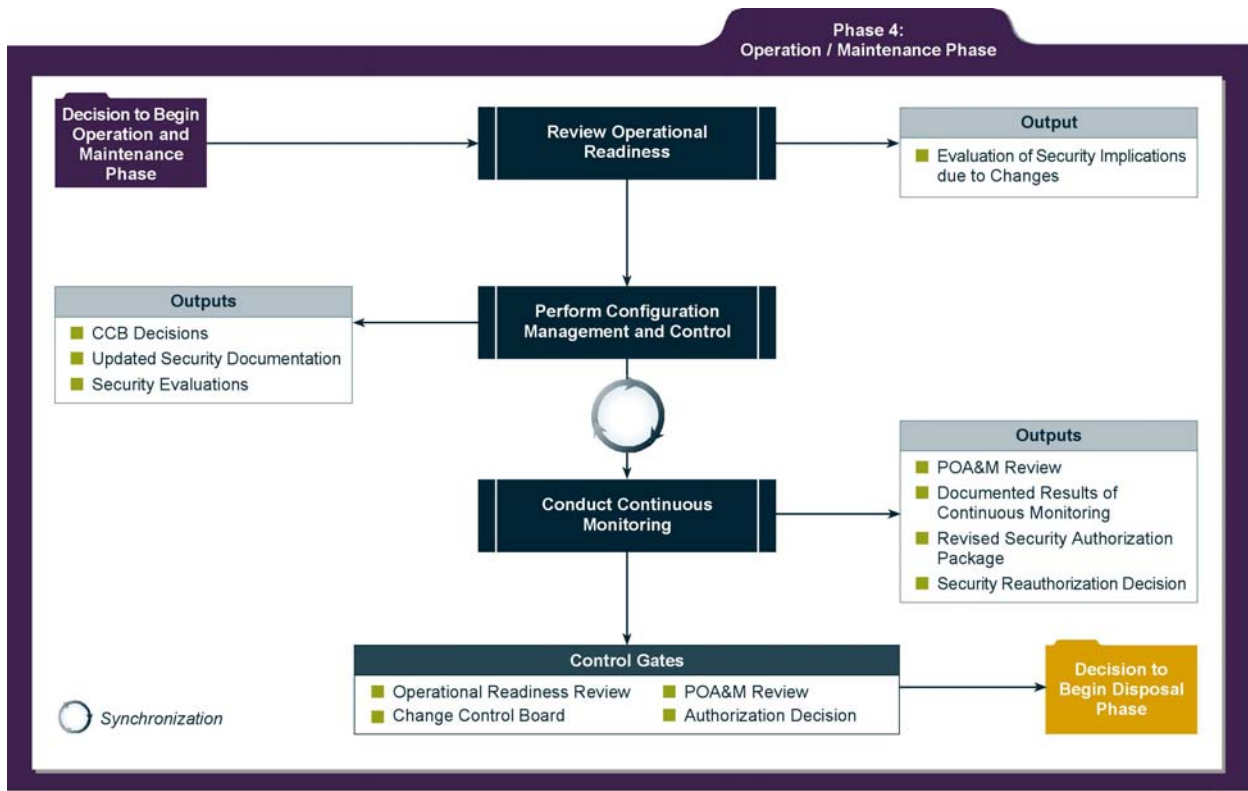 Phase 4:
Operation / Maintenance Phase
Decision to Begin
Operation and
Maintenance
Phase
Review Operational
Readiness
Output
Evaluation of Security Implications
due to Changes
Outputs
CCB Decisions
Updated Security Documentation
Security Evaluations
Perform Configuration
Management and Control
Conduct Continuous
Monitoring
Outputs
POA&M Review
Documented Results of
Continuous Monitoring
Revised Security Authorization
Package
Security Reauthorization Decision
Control Gates
Operational Readiness Review
Change Control Board
POA&M Review
Authorization Decision
Decision to
Begin Disposal
Phase
Synchronization